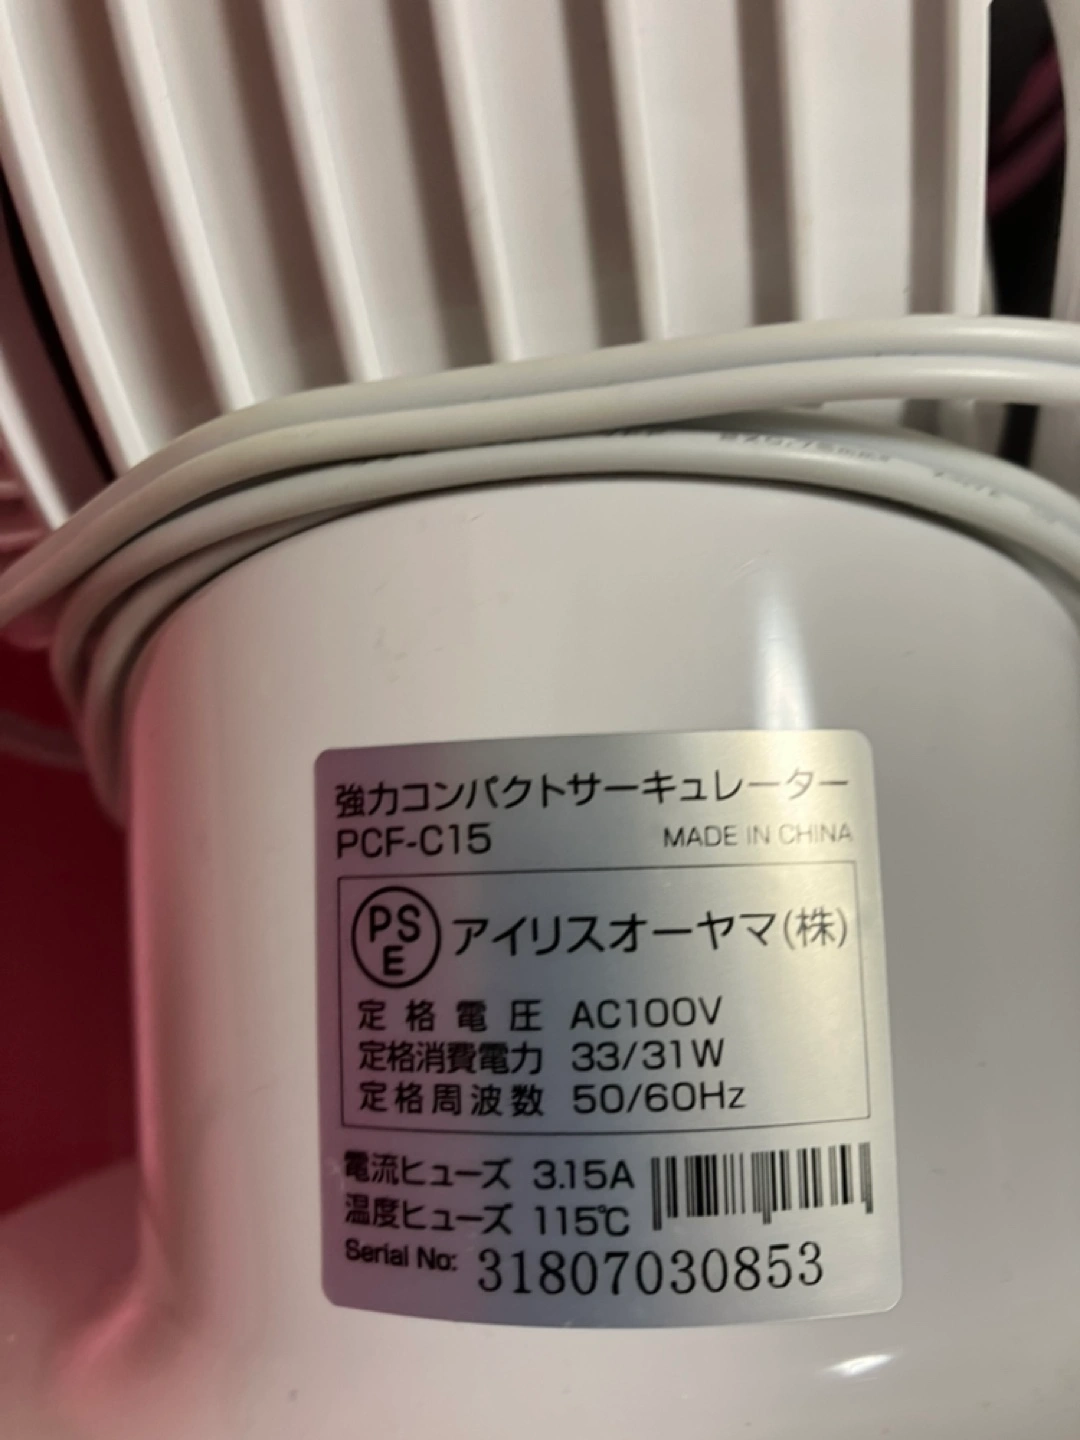 強力コンパクトサーキュレーター
PCF-C15 MADE IN CHINA
PSE アイリスオーヤマ(株)
定格電圧 AC100V
定格消費電力 33/31W
定格周波数 50/60Hz
電流ヒューズ 3.15A
温度ヒューズ 115℃
Serial No: 31807030853